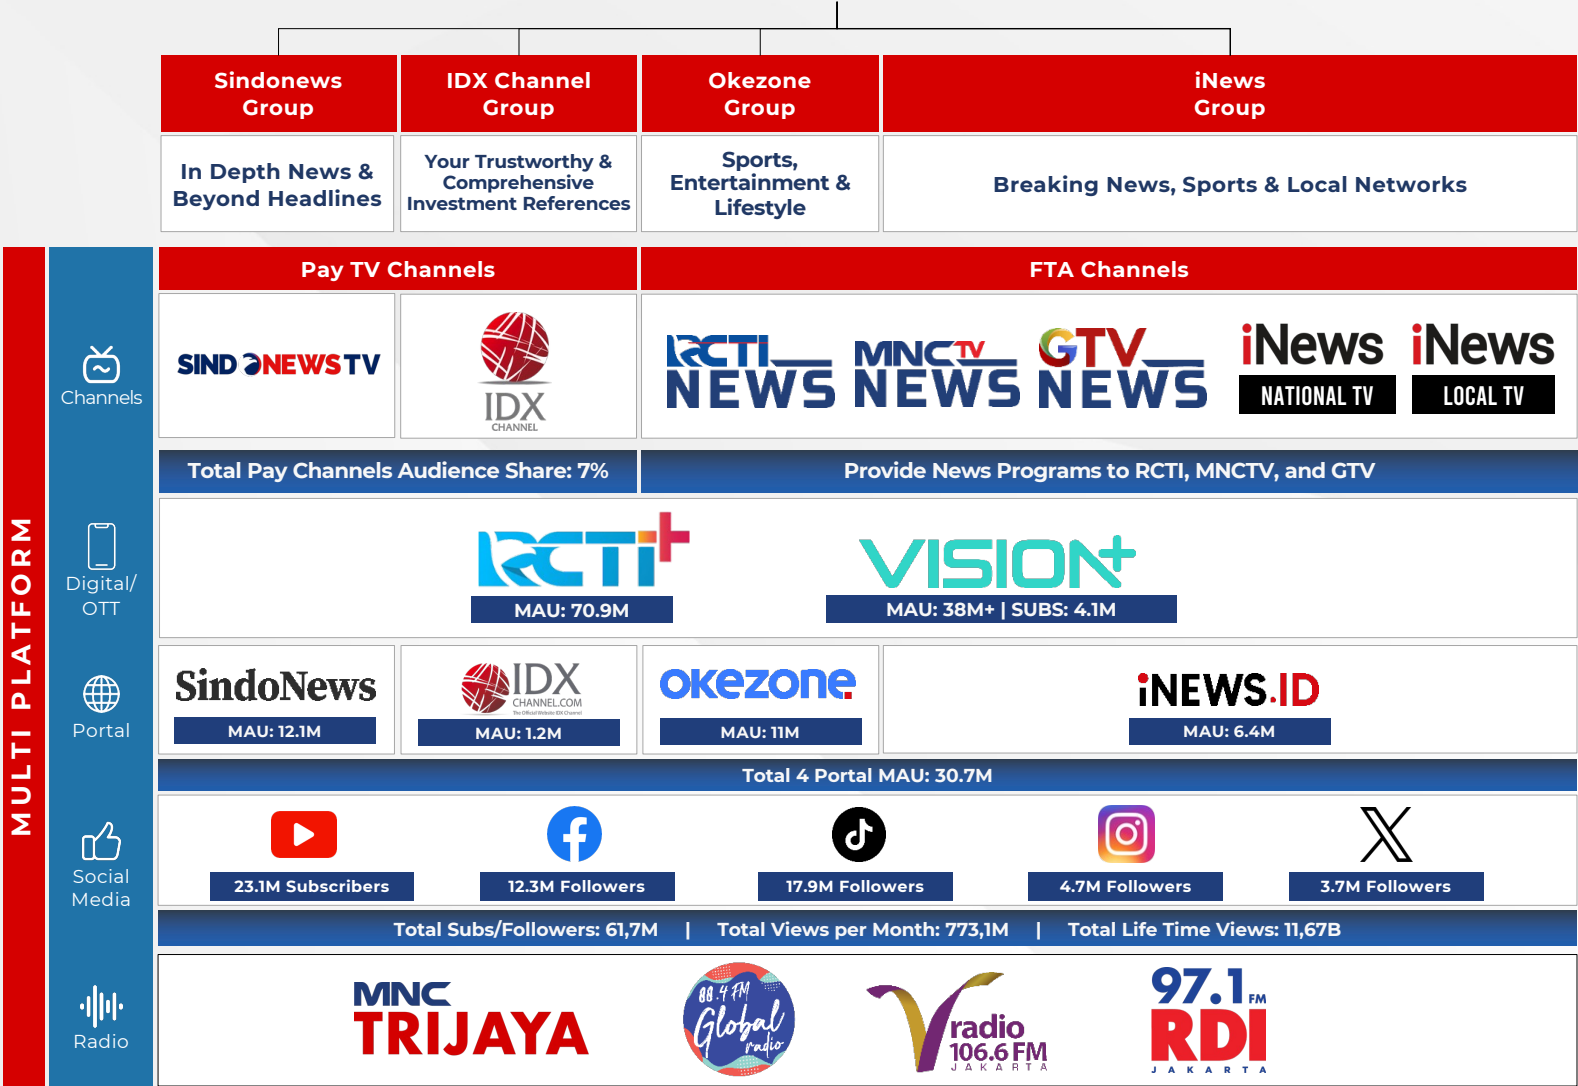 Sindonews
Group
IDX Channel
Group
Okezone
Group
iNews
Group
In Depth News &
Beyond Headlines
Your Trustworthy &
Comprehensive
Investment References
Sports,
Entertainment &
Lifestyle
Breaking News, Sports & Local Networks
MULTI PLATFORM
Pay TV Channels
FTA Channels
Channels
SINDONEWS TV
IDX
CHANNEL
RCTI
NEWS
MNCTV
NEWS
GTV
NEWS
iNews
NATIONAL TV
iNews
LOCAL TV
Total Pay Channels Audience Share: 7%
Provide News Programs to RCTI, MNCTV, and GTV
Digital/
OTT
RCTI+
MAU: 70.9M
VISION+
MAU: 38M+ | SUBS: 4.1M
Portal
SindoNews
MAU: 12.1M
IDX
CHANNEL.COM
The Official Website IDX Channel
MAU: 1.2M
okezone
MAU: 11M
iNEWS.ID
MAU: 6.4M
Total 4 Portal MAU: 30.7M
Social
Media
23.1M Subscribers
12.3M Followers
17.9M Followers
4.7M Followers
3.7M Followers
Total Subs/Followers: 61,7M | Total Views per Month: 773,1M | Total Life Time Views: 11,67B
Radio
MNC
TRIJAYA
88.4 FM
Global
radio
V radio
106.6 FM
JAKARTA
97.1 FM
RDI
JAKARTA